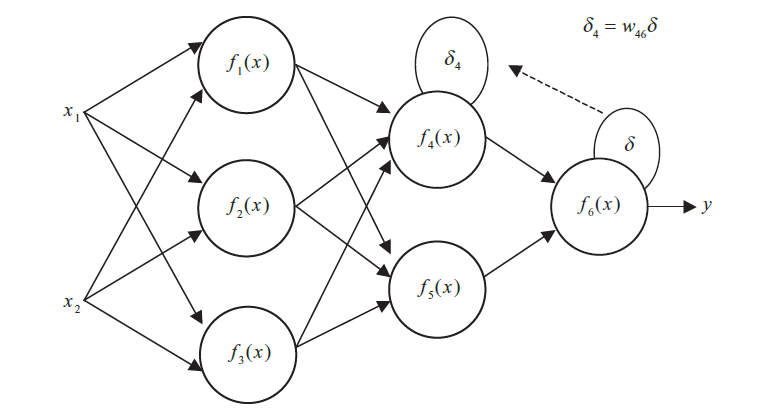 δ₄ = w₄₆δ
f₁(x)
δ₄
x₁
f₄(x)
δ
f₂(x)
f₆(x)
y
x₂
f₅(x)
f₃(x)